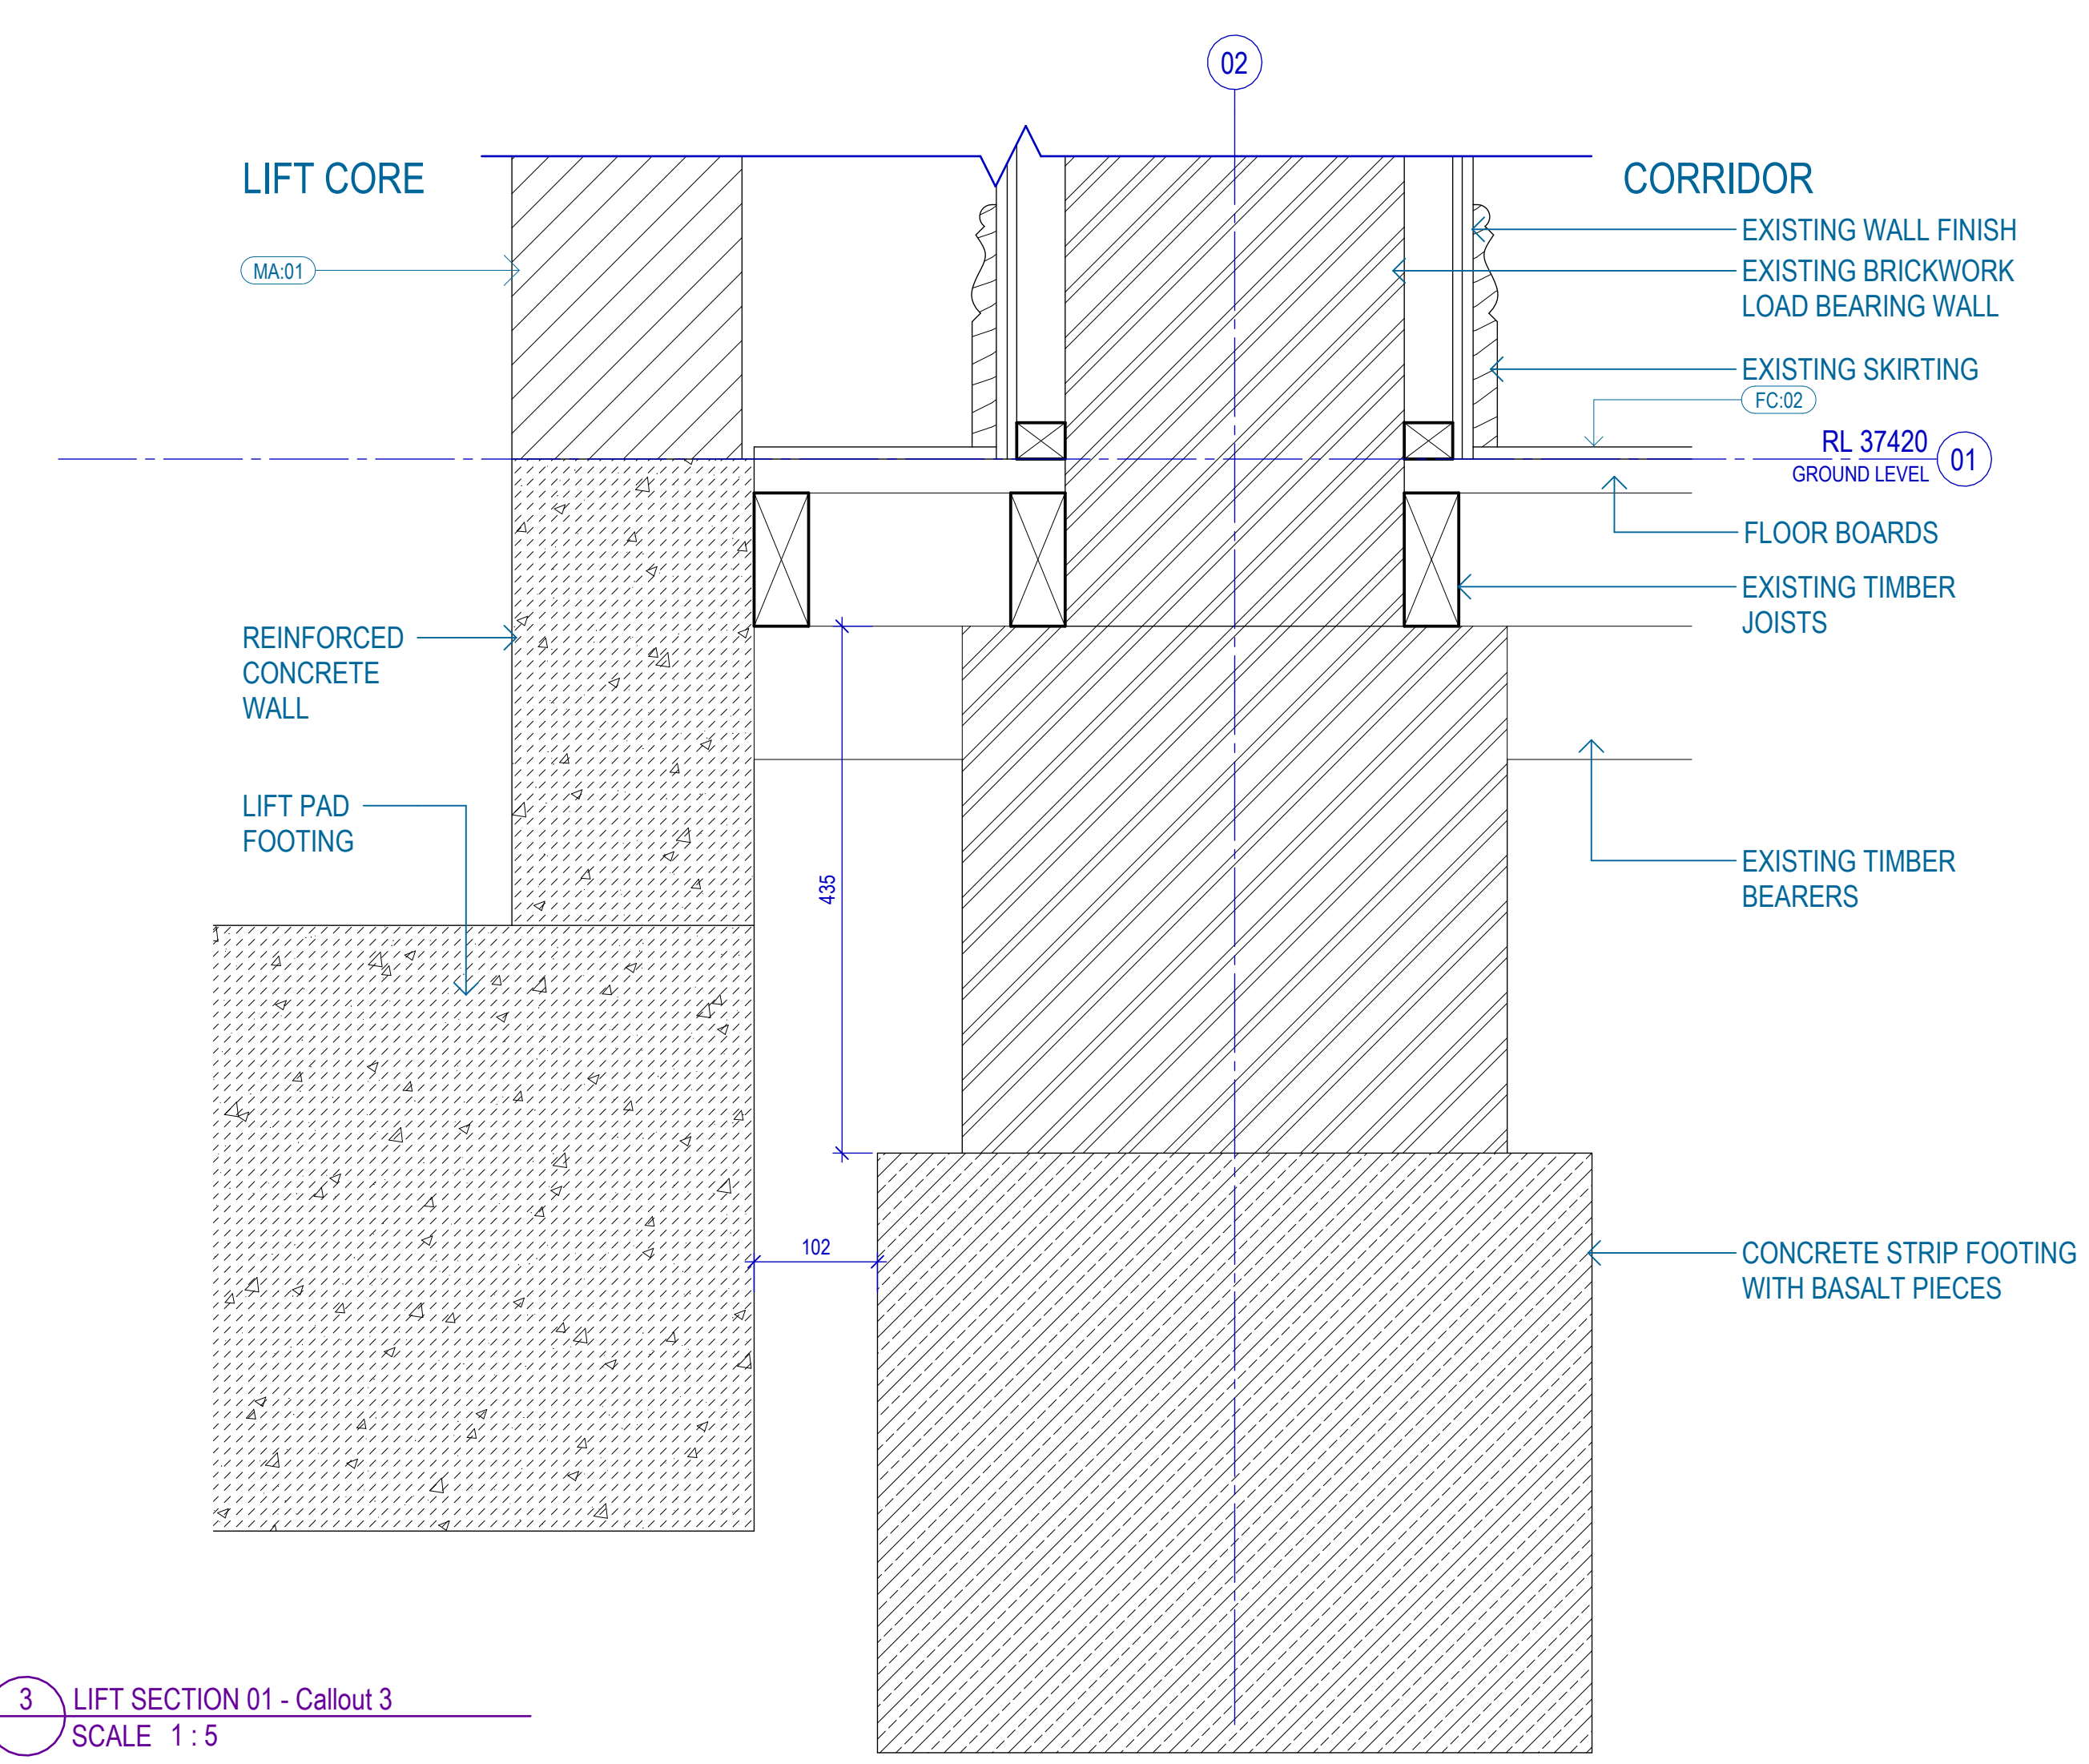 02
LIFT CORE
CORRIDOR
EXISTING WALL FINISH
MA:01
EXISTING BRICKWORK
LOAD BEARING WALL
EXISTING SKIRTING
FC:02
RL 37420
GROUND LEVEL
01
FLOOR BOARDS
EXISTING TIMBER
JOISTS
REINFORCED
CONCRETE
WALL
LIFT PAD
FOOTING
435
EXISTING TIMBER
BEARERS
102
CONCRETE STRIP FOOTING
WITH BASALT PIECES
3
LIFT SECTION 01 - Callout 3
SCALE 1 : 5